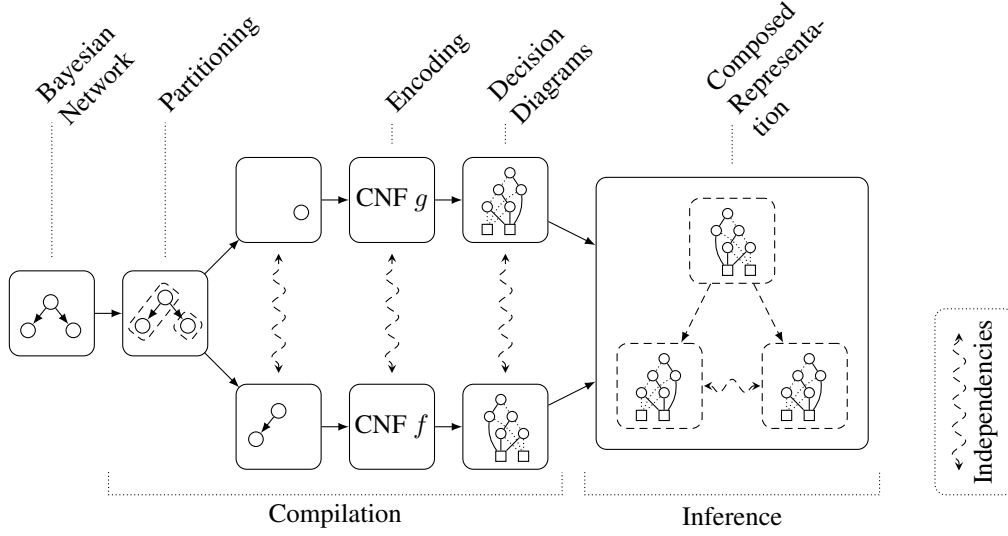 Bayesian
Network
Partitioning
Encoding
Decision
Diagrams
Composed
Representa-
tion
CNF g
CNF f
Compilation
Inference
Independencies